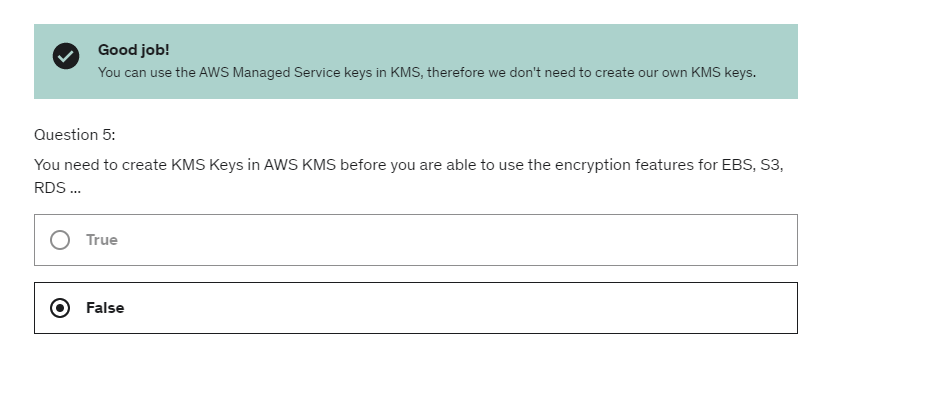 Good job!
You can use the AWS Managed Service keys in KMS, therefore we don't need to create our own KMS keys.
Question 5:
You need to create KMS Keys in AWS KMS before you are able to use the encryption features for EBS, S3,
RDS ...
True
False